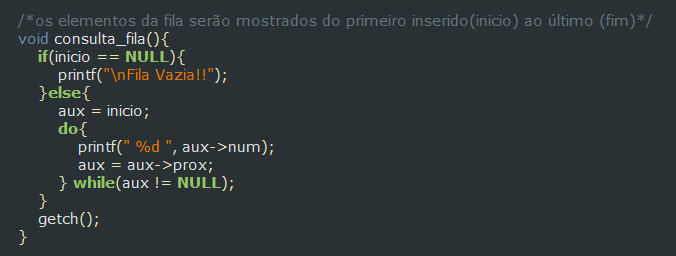 /*os elementos da fila serão mostrados do primeiro inserido(inicio) ao último (fim)*/
void consulta_fila(){
if(inicio == NULL){
printf("\nFila Vazia!!");
}else{
aux = inicio;
do{
printf(" %d ", aux->num);
aux = aux->prox;
} while(aux != NULL);
}
getch();
}